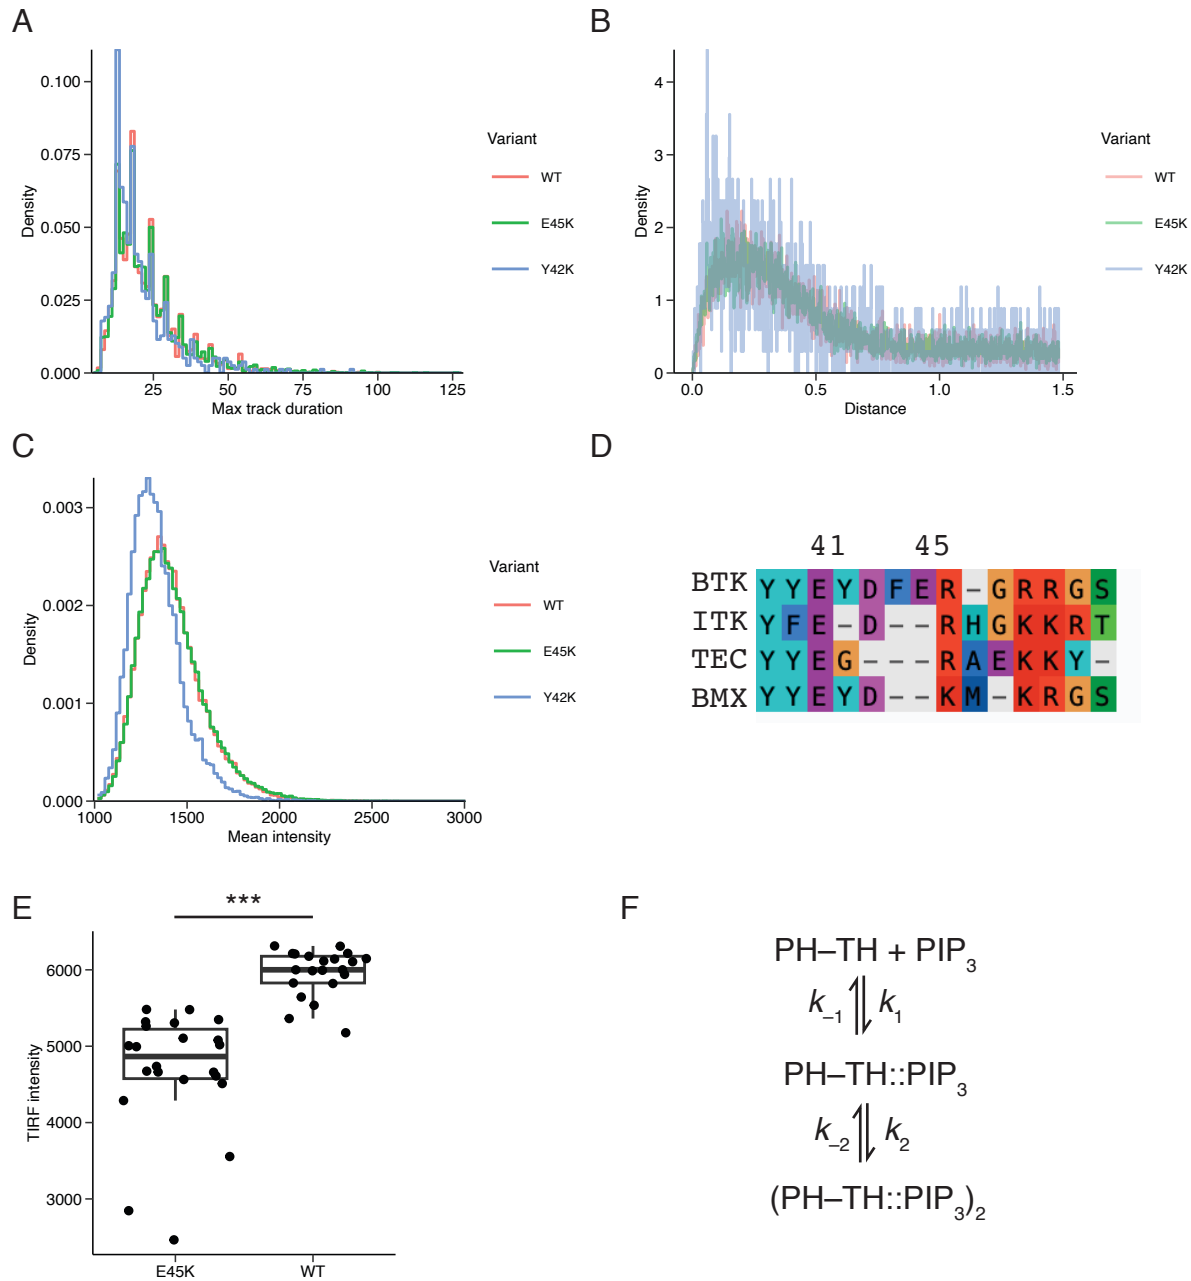 A
0.100
0.075
0.050
0.025
0.000
Density
25
50
75
100
125
Max track duration
Variant
WT
E45K
Y42K
B
4
3
2
1
0
Density
0.0
0.5
1.0
1.5
Distance
Variant
WT
E45K
Y42K
C
0.003
0.002
0.001
0.000
Density
1000
1500
2000
2500
3000
Mean intensity
Variant
WT
E45K
Y42K
D
41 45
BTK Y Y E Y D F E R – G R R G S
ITK Y F E – D – – R H G K K R T
TEC Y Y E G – – – R A E K K Y –
BMX Y Y E Y D – – K M – K R G S
E
***
6000
5000
4000
3000
TIRF intensity
E45K
WT
F
PH–TH + PIP3
k–1 k1
PH–TH::PIP3
k–2 k2
(PH–TH::PIP3)2